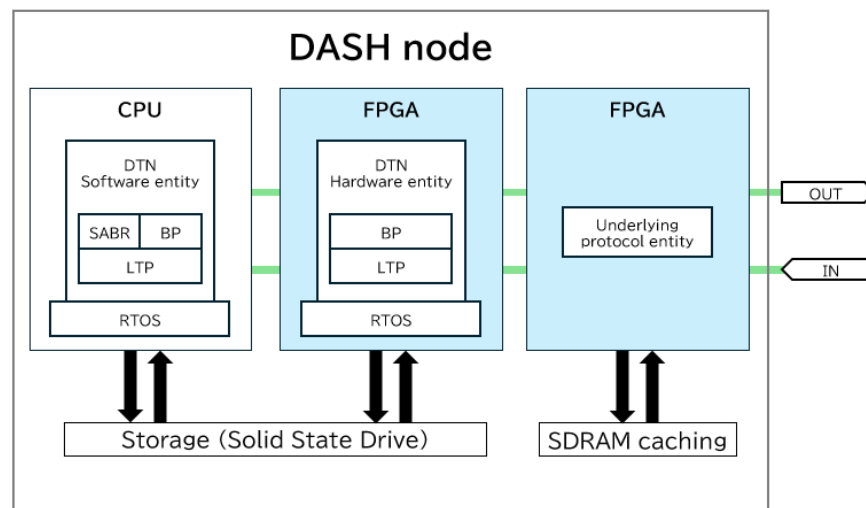 DASH node
CPU
DTN
Software entity
SABR
BP
LTP
RTOS
FPGA
DTN
Hardware entity
BP
LTP
RTOS
FPGA
Underlying
protocol entity
OUT
IN
Storage (Solid State Drive)
SDRAM caching